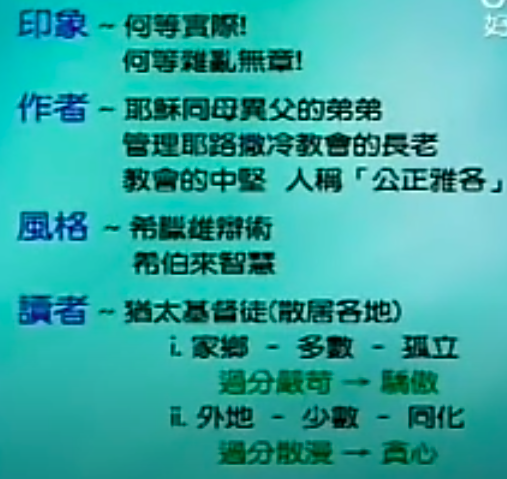 印象 ~ 何等實際!
何等雜亂無章!
作者 ~ 耶穌同母異父的弟弟
管理耶路撒冷教會的長老
教會的中堅 人稱「公正雅各」
風格 ~ 希臘雄辯術
希伯來智慧
讀者 ~ 猶太基督徒(散居各地)
i. 家鄉 - 多數 - 孤立
過分嚴苛 → 驕傲
ii. 外地 - 少數 - 同化
過分散漫 → 貪心